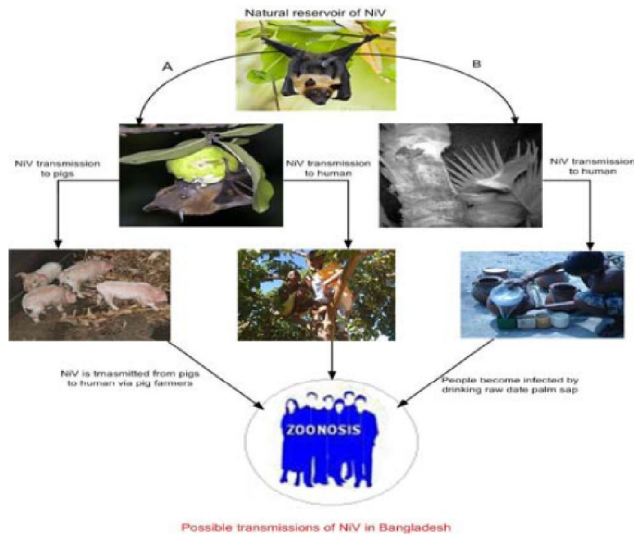 Natural reservoir of NiV
A
B
NiV transmission
to pigs
NiV transmission
to human
NiV transmission
to human
NiV is tmasmitted from pigs
to human via pig farmers
People become infected by
drinking raw date palm sap
ZOONOSIS
Possible transmissions of NiV in Bangladesh